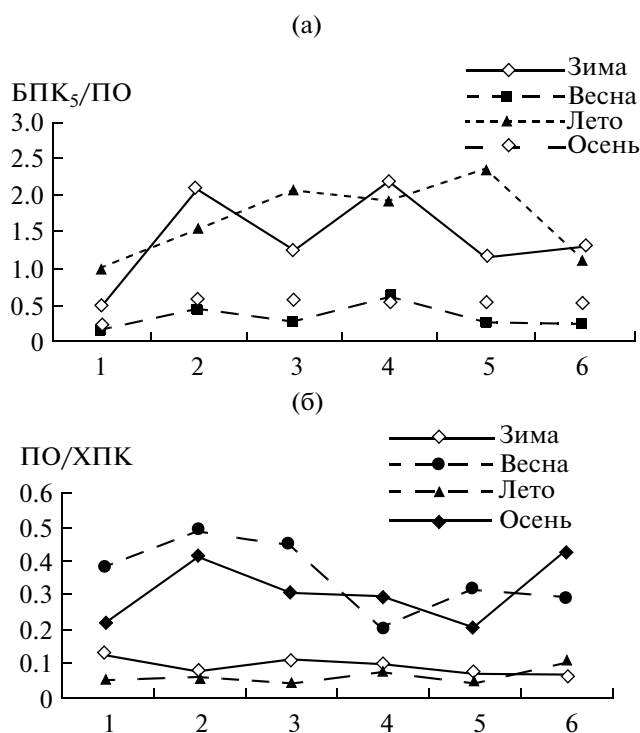 (а)
БПК₅/ПО
Зима
Весна
Лето
Осень
3.0
2.5
2.0
1.5
1.0
0.5
0
1 2 3 4 5 6
(б)
ПО/ХПК
Зима
Весна
Лето
Осень
0.6
0.5
0.4
0.3
0.2
0.1
0
1 2 3 4 5 6